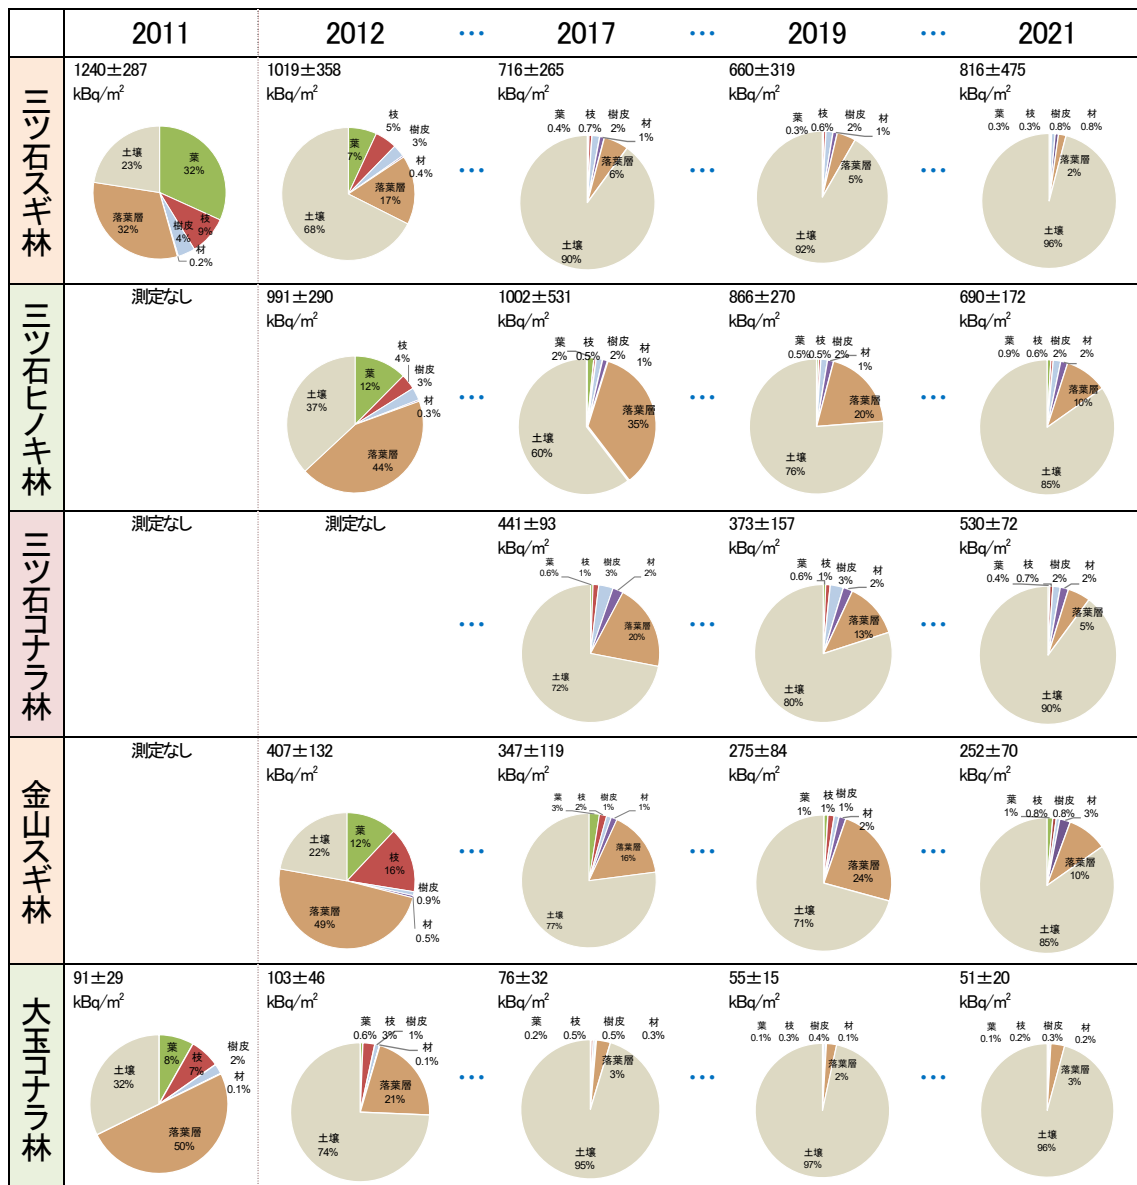 2011 2012 … 2017 … 2019 … 2021
三ツ石スギ林
1240±287
kBq/m²
葉
32%
枝
9%
樹皮
4%
材
0.2%
落葉層
32%
土壌
23%
1019±358
kBq/m²
葉
7%
枝
5%
樹皮
3%
材
0.4%
落葉層
17%
土壌
68%
…
…
716±265
kBq/m²
葉 枝 樹皮 材
0.4% 0.7% 2% 1%
落葉層
6%
土壌
90%
…
…
660±319
kBq/m²
葉 枝 樹皮 材
0.3% 0.6% 2% 1%
落葉層
5%
土壌
92%
…
…
816±475
kBq/m²
葉 枝 樹皮 材
0.3% 0.3% 0.8% 0.8%
落葉層
2%
土壌
96%
三ツ石ヒノキ林
測定なし
991±290
kBq/m²
葉
12%
枝
4%
樹皮
3%
材
0.3%
落葉層
44%
土壌
37%
…
1002±531
kBq/m²
葉 枝 樹皮 材
2% 0.5% 2% 1%
落葉層
35%
土壌
60%
…
866±270
kBq/m²
葉 枝 樹皮 材
0.5% 0.5% 2% 1%
落葉層
20%
土壌
76%
…
690±172
kBq/m²
葉 枝 樹皮 材
0.9% 0.6% 2% 2%
落葉層
10%
土壌
85%
三ツ石コナラ林
測定なし
測定なし
…
441±93
kBq/m²
葉 枝 樹皮 材
0.6% 1% 3% 2%
落葉層
20%
土壌
72%
…
373±157
kBq/m²
葉 枝 樹皮 材
0.6% 1% 3% 2%
落葉層
13%
土壌
80%
…
530±72
kBq/m²
葉 枝 樹皮 材
0.4% 0.7% 2% 2%
落葉層
5%
土壌
90%
金山スギ林
測定なし
407±132
kBq/m²
葉
12%
枝
16%
樹皮
0.9%
材
0.5%
落葉層
49%
土壌
22%
…
347±119
kBq/m²
葉 枝 樹皮 材
3% 2% 1% 1%
落葉層
16%
土壌
77%
…
275±84
kBq/m²
葉 枝 樹皮 材
1% 1% 1% 2%
落葉層
24%
土壌
71%
…
252±70
kBq/m²
葉 枝 樹皮 材
1% 0.8% 0.8% 3%
落葉層
10%
土壌
85%
大玉コナラ林
91±29
kBq/m²
葉
8%
枝
7%
樹皮
2%
材
0.1%
落葉層
50%
土壌
32%
103±46
kBq/m²
葉 枝 樹皮
0.6% 3% 1%
材
0.1%
落葉層
21%
土壌
74%
…
76±32
kBq/m²
葉 枝 樹皮 材
0.2% 0.5% 0.5% 0.3%
落葉層
3%
土壌
95%
…
55±15
kBq/m²
葉 枝 樹皮 材
0.1% 0.3% 0.4% 0.1%
落葉層
2%
土壌
97%
…
51±20
kBq/m²
葉 枝 樹皮 材
0.1% 0.2% 0.3% 0.2%
落葉層
3%
土壌
96%